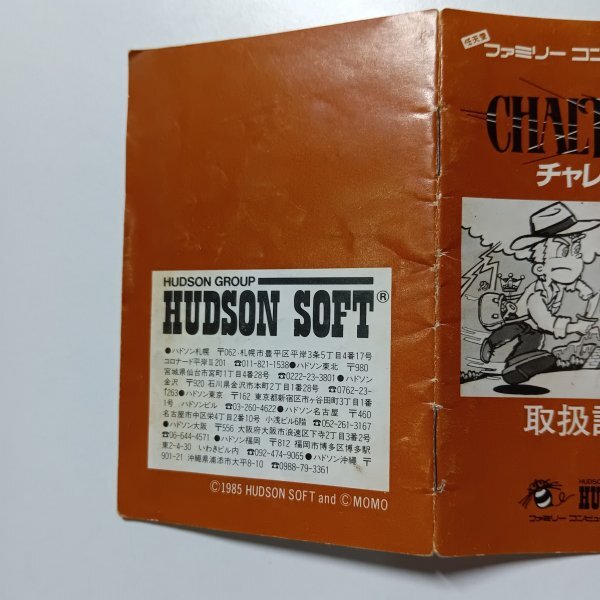 HUDSON GROUP
HUDSON SOFT®
●ハドソン札幌 〒062 札幌市豊平区平岸3条5丁目4番17号
コロナード平岸Ⅱ201 ☎011-821-1538●ハドソン東北 〒980
宮城県仙台市宮町1丁目4番28号 ☎0222-23-3801●ハドソン
金沢 〒920 石川県金沢市本町2丁目1番28号 ☎0762-23-
1263●ハドソン東京 〒162 東京都新宿区市ヶ谷田町3丁目1番
1号 ハドソンビル ☎03-260-4622●ハドソン名古屋 〒460
名古屋市中区栄4丁目2番10号 小浅ビル6階 ☎052-261-3167
●ハドソン大阪 〒556 大阪府大阪市浪速区下寺2丁目3番2
号 ☎06-644-4571●ハドソン福岡 〒812 福岡市博多区博多駅
東2-4-30 いわきビル内 ☎092-474-9065●ハドソン沖縄 〒
901-21 沖縄県浦添市大平8-10 ☎0988-79-3361
©1985 HUDSON SOFT and ©MOMO
任天堂
ファミリー コン
CHAL
チャレ
取扱
HUDSON
HU
ファミリー コンピュ